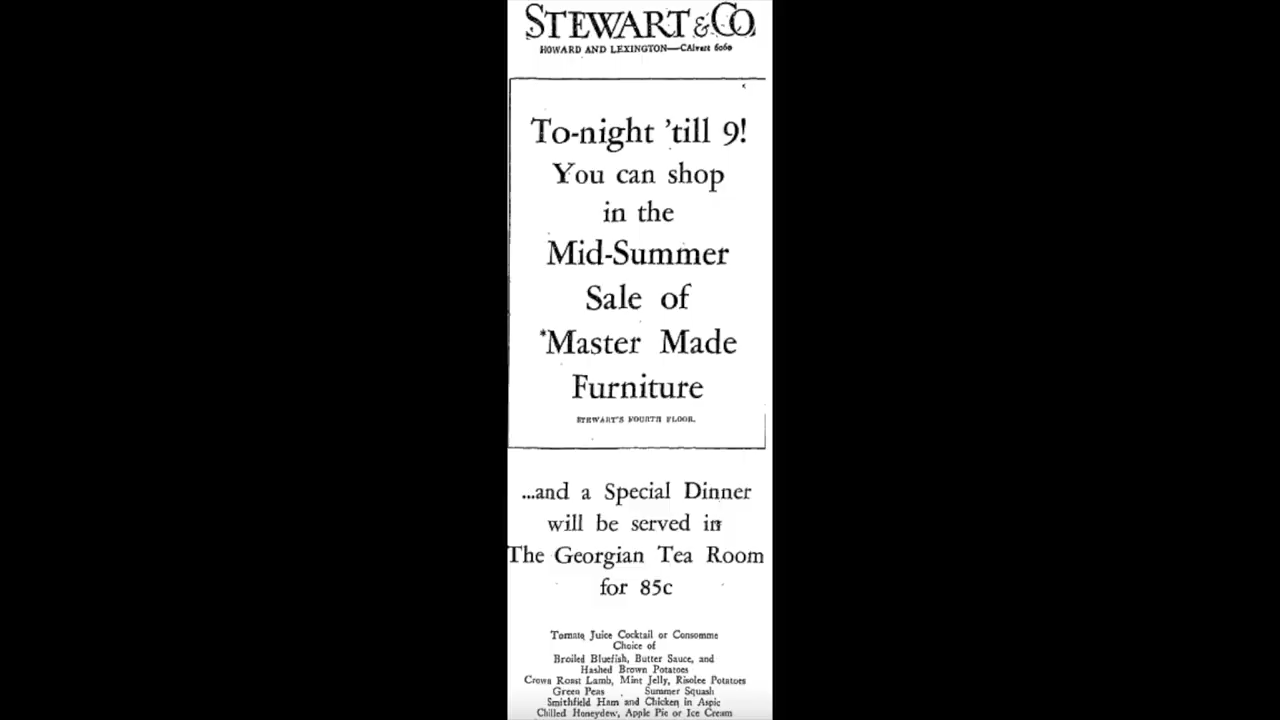 STEWART & CO.
HOWARD AND LEXINGTON—CAlvert 6060
To-night 'till 9!
You can shop
in the
Mid-Summer
Sale of
*Master Made
Furniture
STEWART'S FOURTH FLOOR.
...and a Special Dinner
will be served in
The Georgian Tea Room
for 85c
Tomato Juice Cocktail or Consomme
Choice of
Broiled Bluefish, Butter Sauce, and
Hashed Brown Potatoes
Crown Roast Lamb, Mint Jelly, Risolee Potatoes
Green Peas Summer Squash
Smithfield Ham and Chicken in Aspic
Chilled Honeydew, Apple Pie or Ice Cream